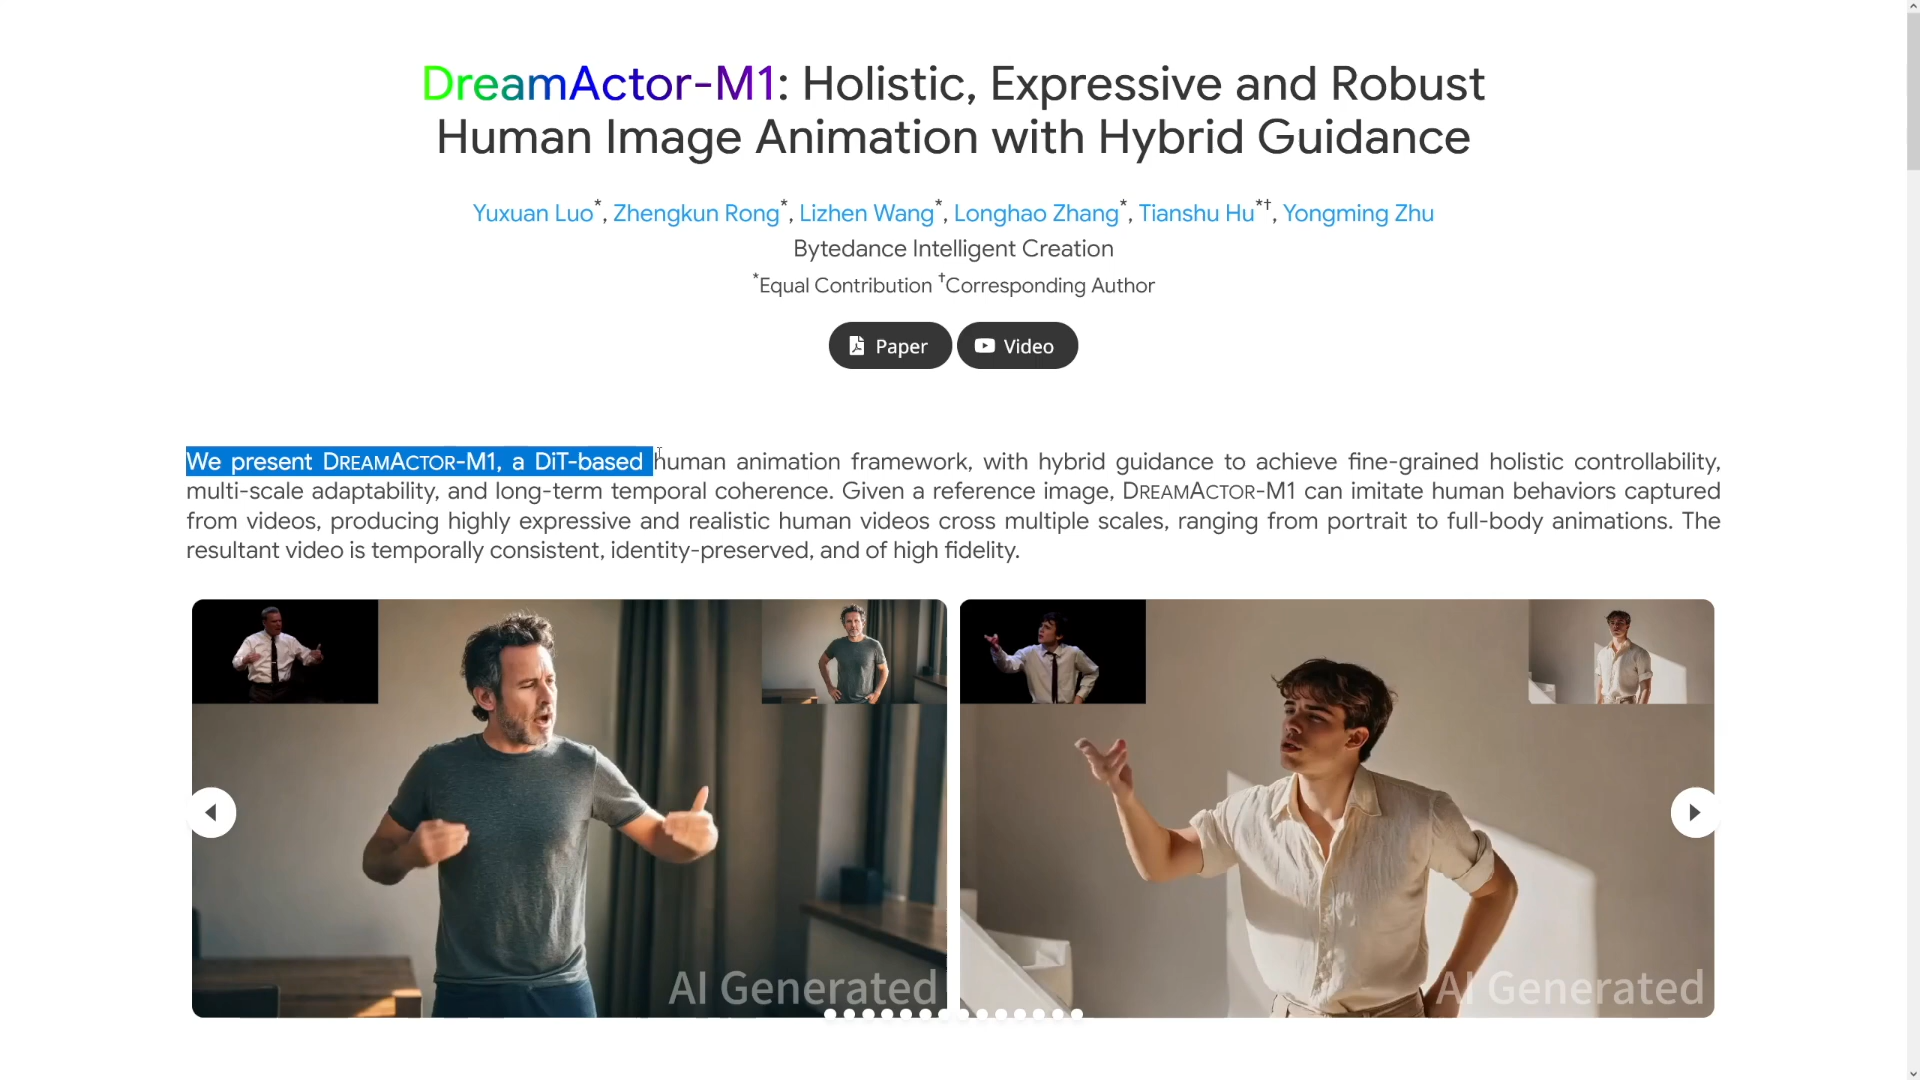 DreamActor-M1: Holistic, Expressive and Robust
Human Image Animation with Hybrid Guidance
Yuxuan Luo*, Zhengkun Rong*, Lizhen Wang*, Longhao Zhang*, Tianshu Hu*†, Yongming Zhu
Bytedance Intelligent Creation
*Equal Contribution †Corresponding Author
Paper Video
We present DREAMACTOR-M1, a DiT-based human animation framework, with hybrid guidance to achieve fine-grained holistic controllability,
multi-scale adaptability, and long-term temporal coherence. Given a reference image, DREAMACTOR-M1 can imitate human behaviors captured
from videos, producing highly expressive and realistic human videos cross multiple scales, ranging from portrait to full-body animations. The
resultant video is temporally consistent, identity-preserved, and of high fidelity.
AI Generated AI Generated